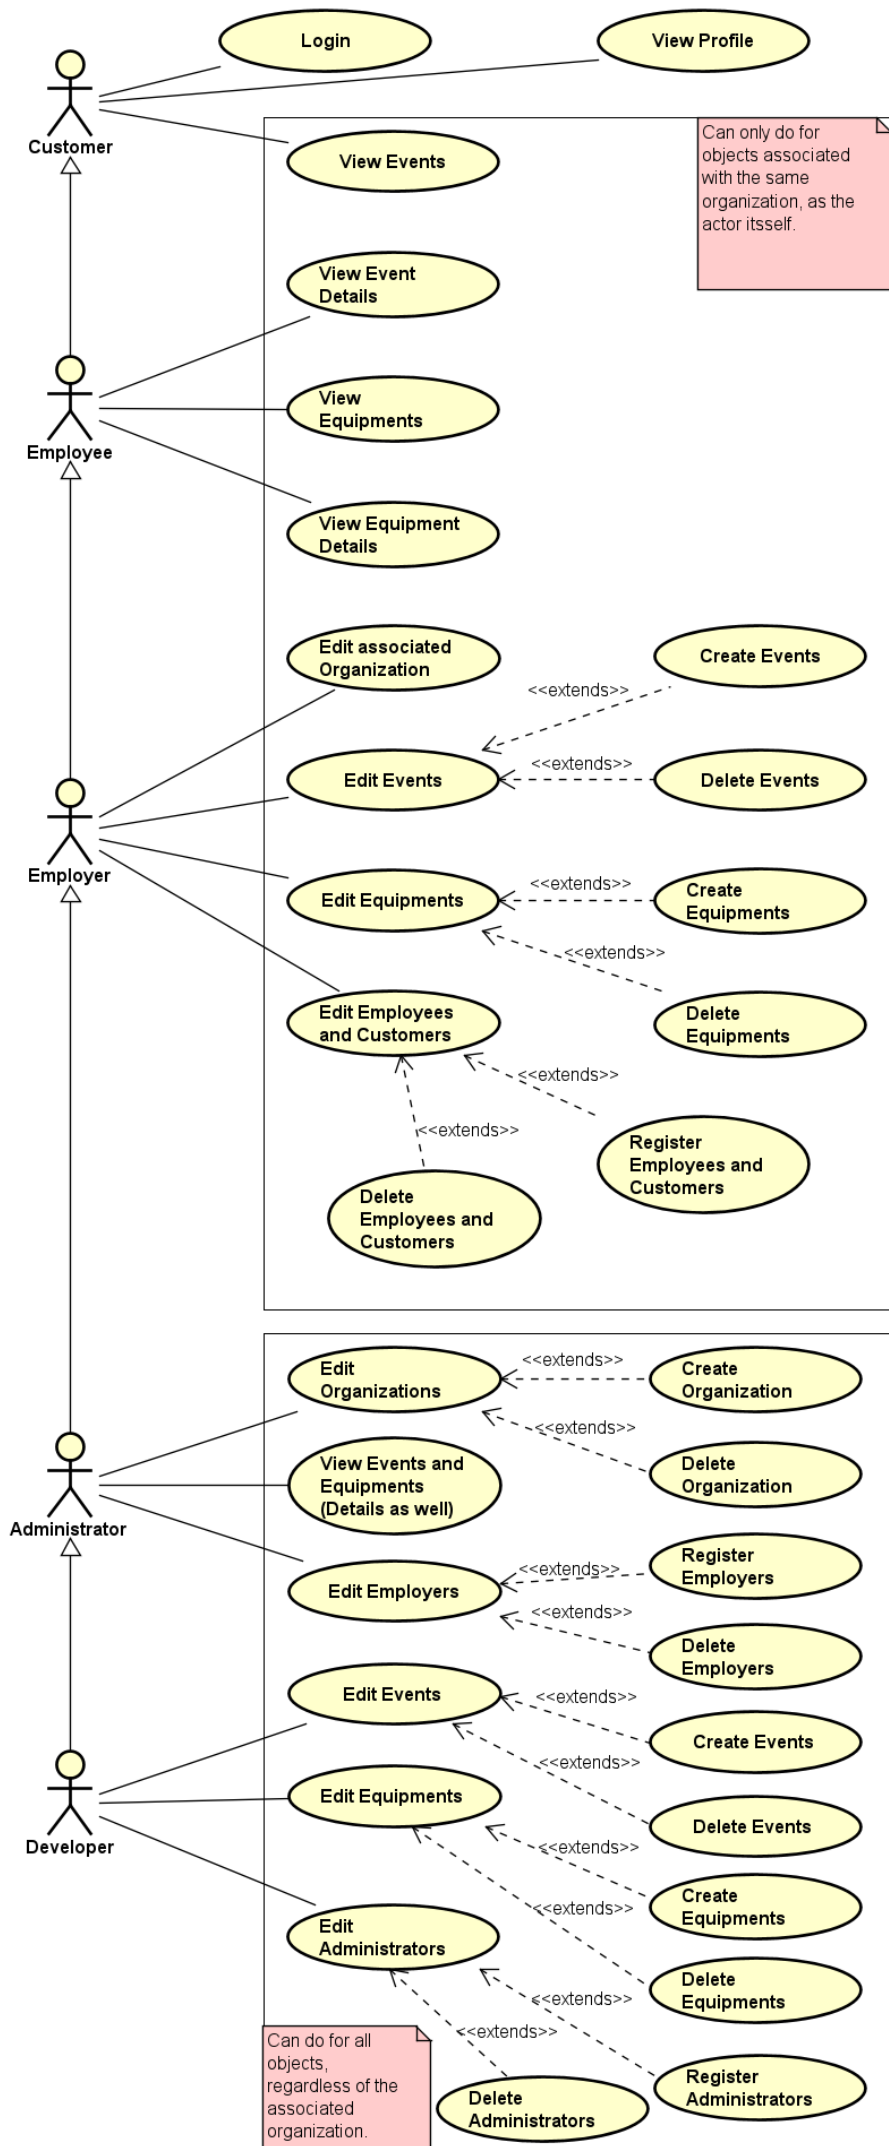 Login
View Profile
Customer
View Events
Can only do for
objects associated
with the same
organization, as the
actor itsself.
View Event
Details
Employee
View
Equipments
View Equipment
Details
Edit associated
Organization
Create Events
<<extends>>
Employer
Edit Events
<<extends>>
Delete Events
Edit Equipments
<<extends>>
Create
Equipments
<<extends>>
Delete
Equipments
Edit Employees
and Customers
<<extends>>
<<extends>>
Register
Employees and
Customers
Delete
Employees and
Customers
Edit
Organizations
<<extends>>
Create
Organization
<<extends>>
Delete
Organization
Administrator
View Events and
Equipments
(Details as well)
Edit Employers
<<extends>>
Register
Employers
<<extends>>
Delete
Employers
Edit Events
<<extends>>
Create Events
<<extends>>
Delete Events
Developer
Edit Equipments
<<extends>>
Create
Equipments
<<extends>>
Delete
Equipments
Edit
Administrators
<<extends>>
<<extends>>
Register
Administrators
Delete
Administrators
Can do for all
objects,
regardless of the
associated
organization.